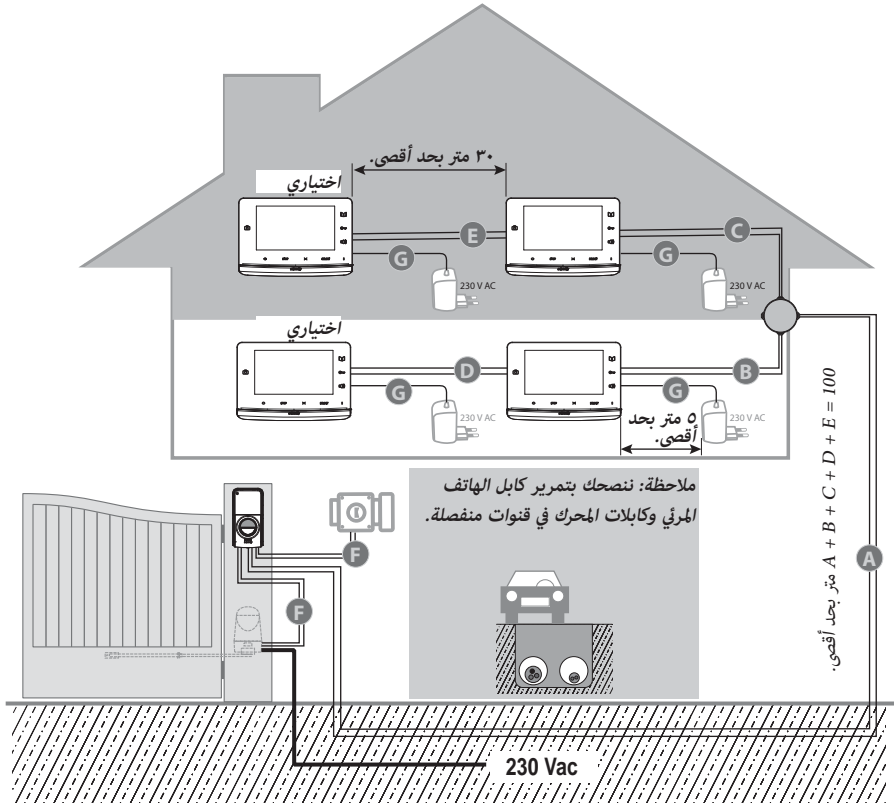 ٣٠ متر بحد أقصى.
اختياري
E
C
G
G
230 V AC
230 V AC
اختياري
D
B
G
G
230 V AC
230 V AC
٥ متر بحد
أقصى.
A + B + C + D + E = 100 متر بحد أقصى.
ملاحظة: ننصحك بتمرير كابل الهاتف
المرئي وكابلات المحرك في قنوات منفصلة.
F
A
F
230 Vac